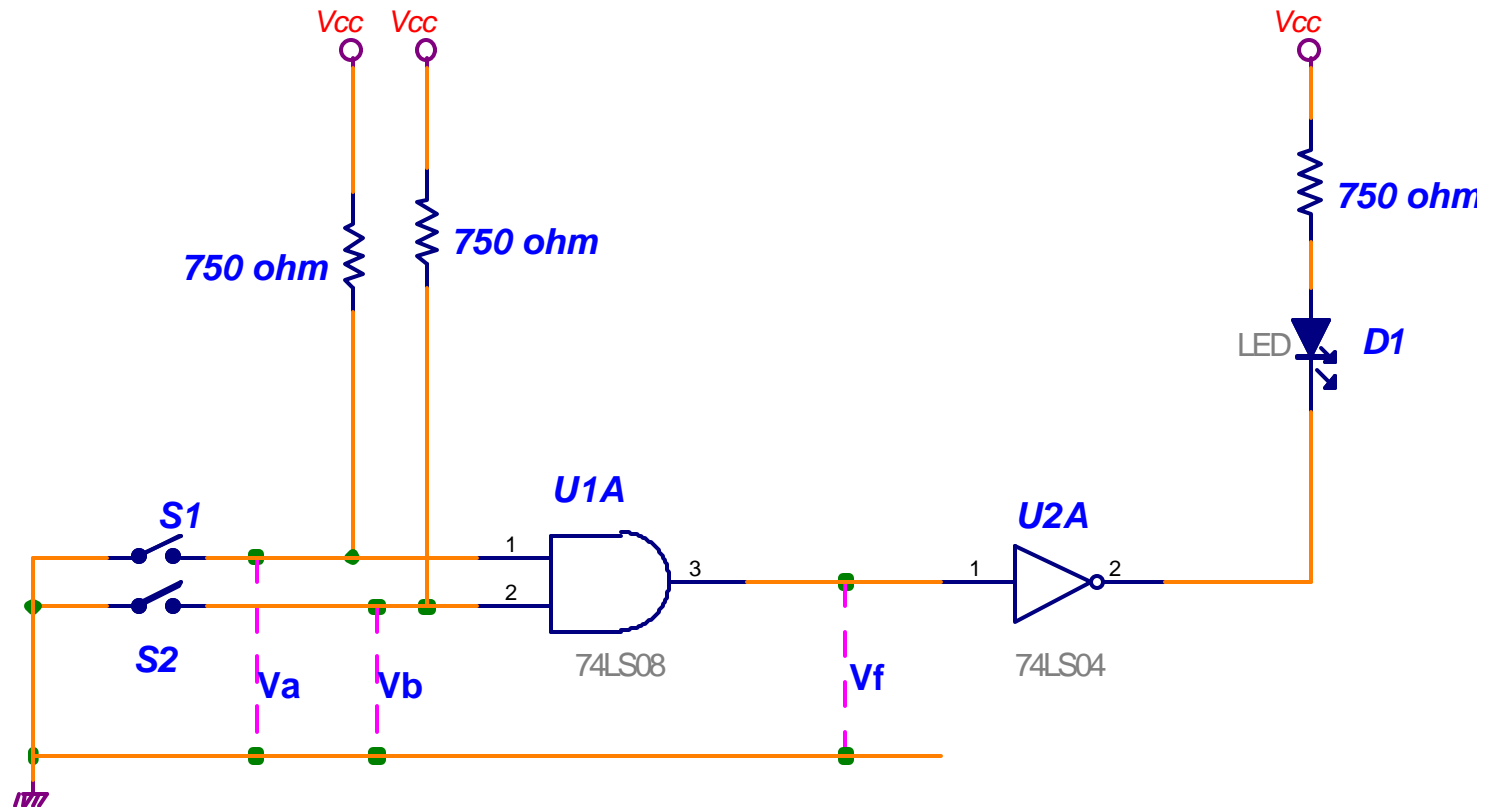 Vcc
Vcc
Vcc
750 ohm
750 ohm
750 ohm
LED
D1
S1
U1A
U2A
1
2
3
1
2
S2
74LS08
74LS04
Va
Vb
Vf